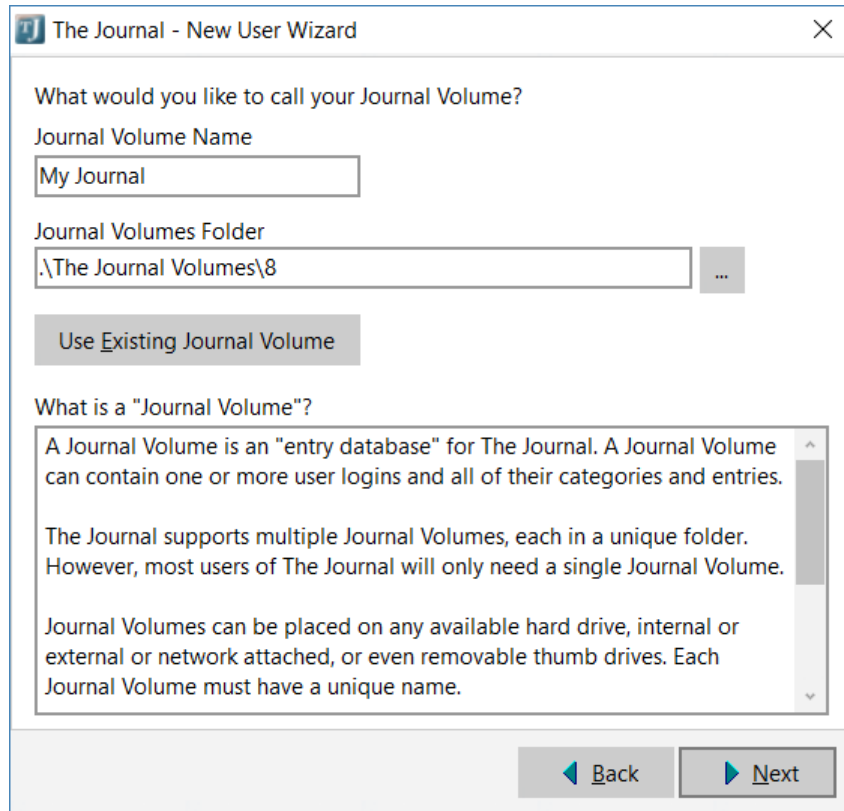 TJ The Journal - New User Wizard
What would you like to call your Journal Volume?
Journal Volume Name
My Journal
Journal Volumes Folder
.\The Journal Volumes\8
...
Use Existing Journal Volume
What is a "Journal Volume"?
A Journal Volume is an "entry database" for The Journal. A Journal Volume
can contain one or more user logins and all of their categories and entries.
The Journal supports multiple Journal Volumes, each in a unique folder.
However, most users of The Journal will only need a single Journal Volume.
Journal Volumes can be placed on any available hard drive, internal or
external or network attached, or even removable thumb drives. Each
Journal Volume must have a unique name.
Back Next